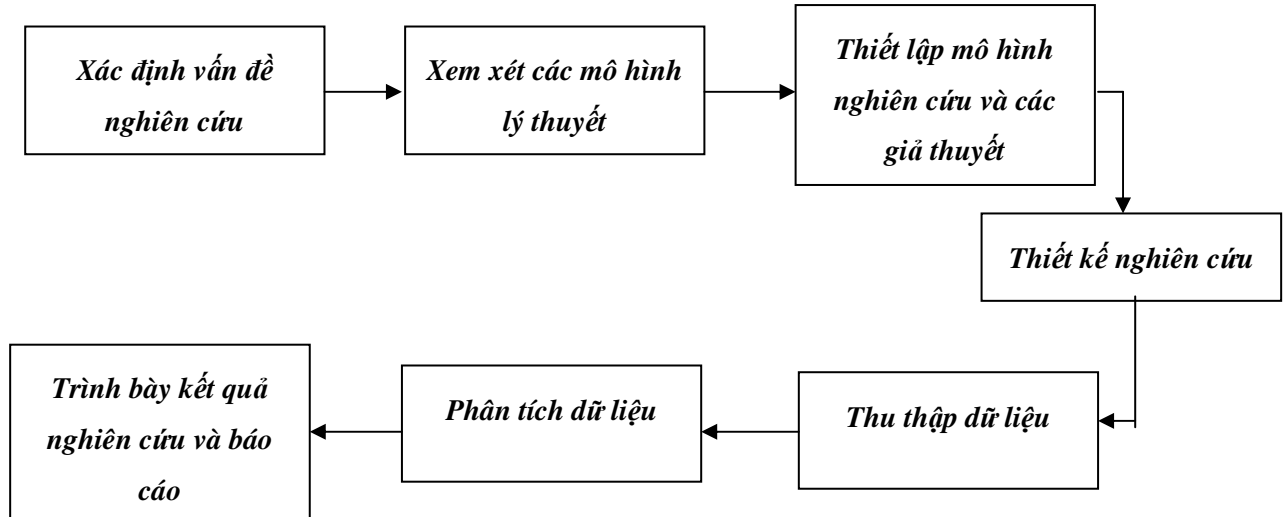 Xác định vấn đề
nghiên cứu
Xem xét các mô hình
lý thuyết
Thiết lập mô hình
nghiên cứu và các
giả thuyết
Thiết kế nghiên cứu
Thu thập dữ liệu
Phân tích dữ liệu
Trình bày kết quả
nghiên cứu và báo
cáo